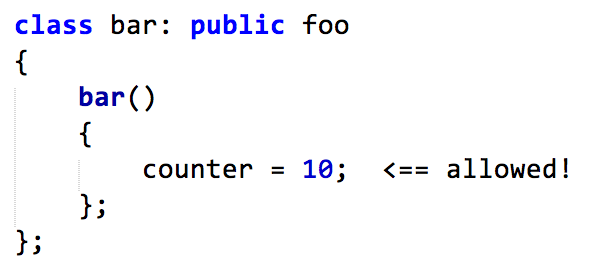 class bar: public foo
{
    bar()
    {
        counter = 10;  <== allowed!
    };
};